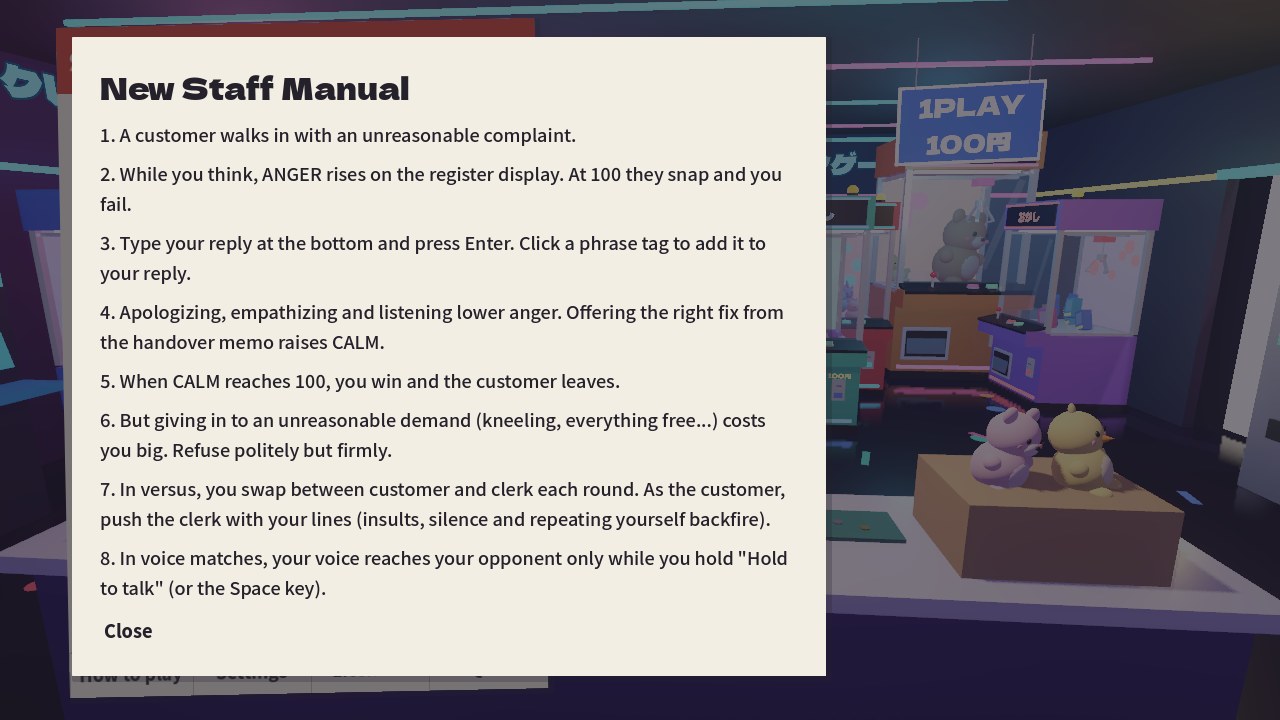 New Staff Manual
1. A customer walks in with an unreasonable complaint.
2. While you think, ANGER rises on the register display. At 100 they snap and you
fail.
3. Type your reply at the bottom and press Enter. Click a phrase tag to add it to
your reply.
4. Apologizing, empathizing and listening lower anger. Offering the right fix from
the handover memo raises CALM.
5. When CALM reaches 100, you win and the customer leaves.
6. But giving in to an unreasonable demand (kneeling, everything free...) costs
you big. Refuse politely but firmly.
7. In versus, you swap between customer and clerk each round. As the customer,
push the clerk with your lines (insults, silence and repeating yourself backfire).
8. In voice matches, your voice reaches your opponent only while you hold "Hold
to talk" (or the Space key).
Close
How to play
Settings
1PLAY
100円
おかし